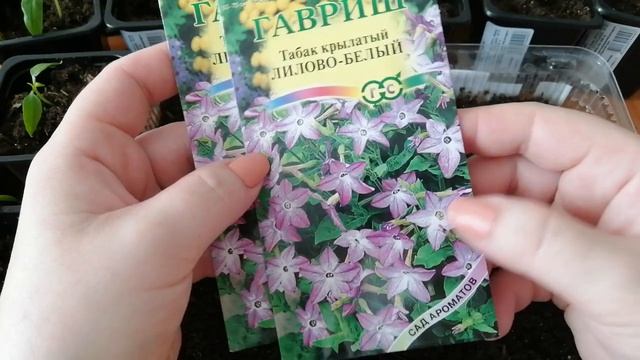 ГАВРИШ
Табак крылатый
ЛИЛОВО-БЕЛЫЙ
САД АРОМАТОВ